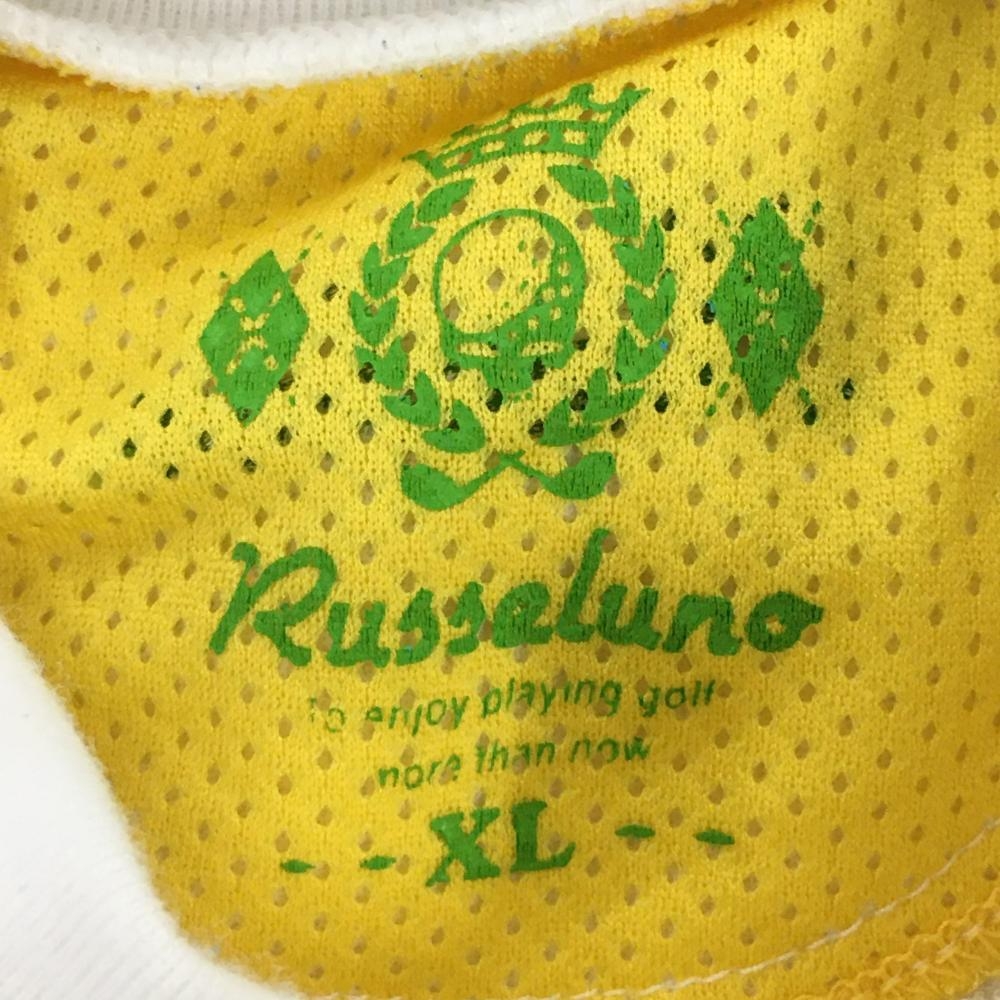 Russeluno
To enjoy playing golf
more than now
- - XL - -